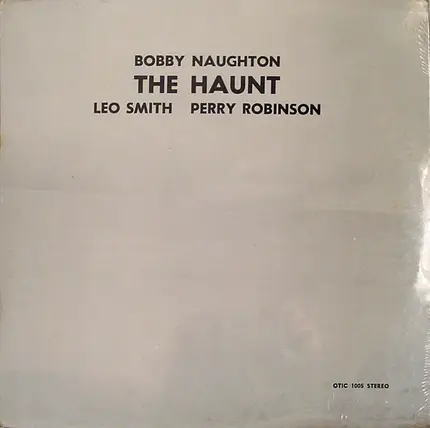 BOBBY NAUGHTON
THE HAUNT
LEO SMITH PERRY ROBINSON
OTIC 1005 STEREO